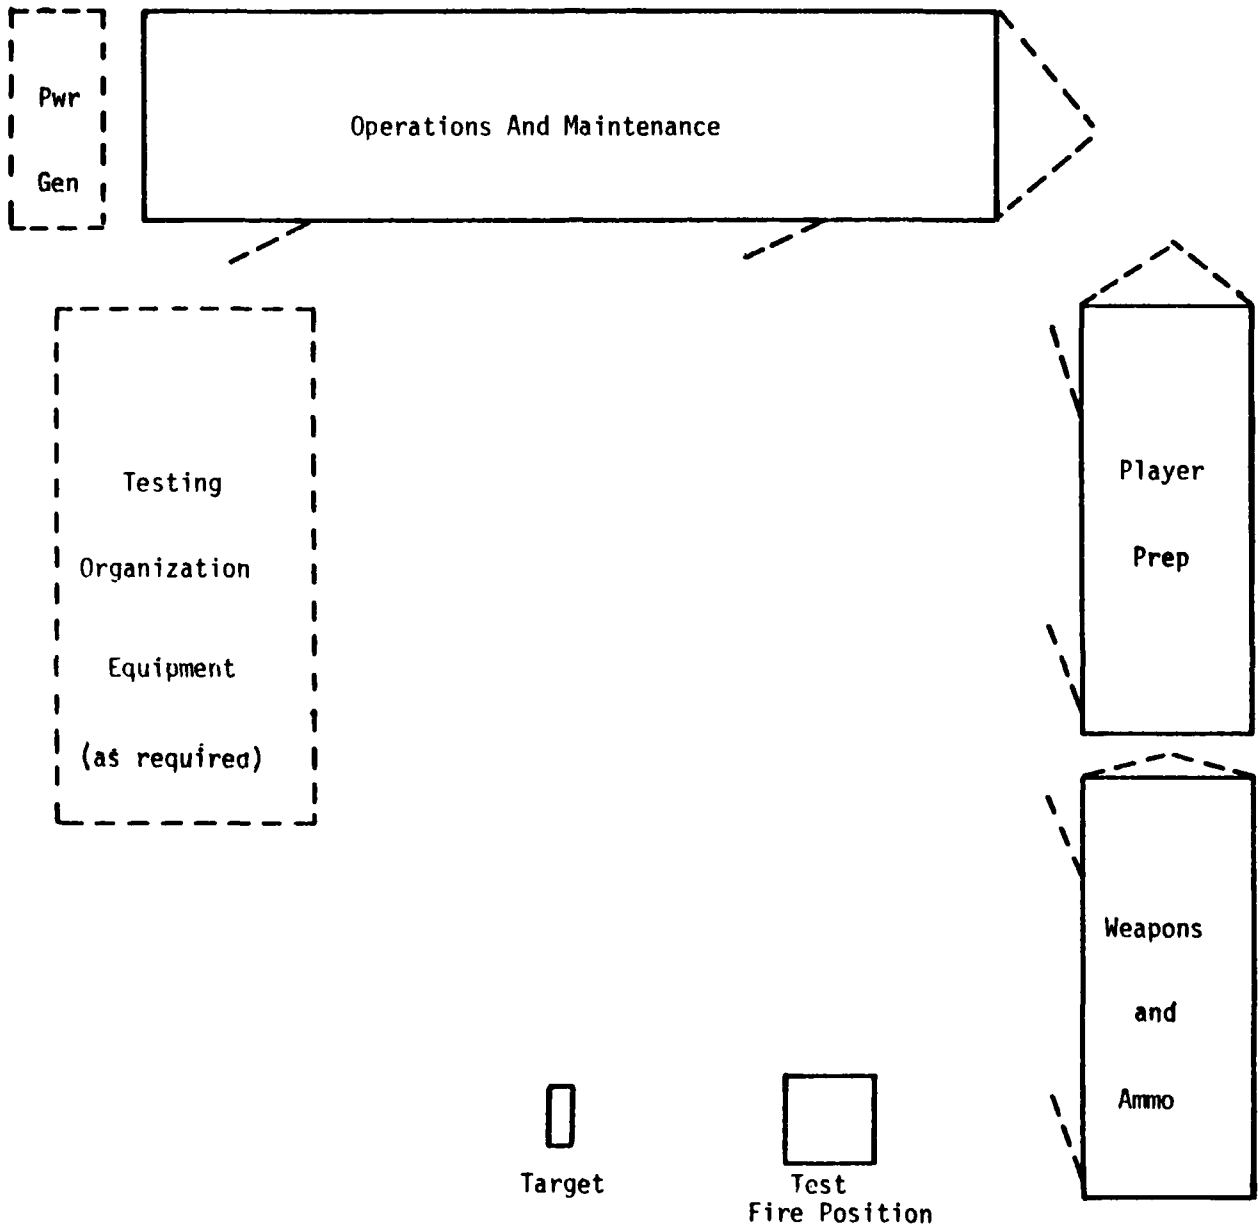 Pwr
Gen
Operations And Maintenance
Testing
Organization
Equipment
(as required)
Player
Prep
Weapons
and
Ammo
Target
Test
Fire Position